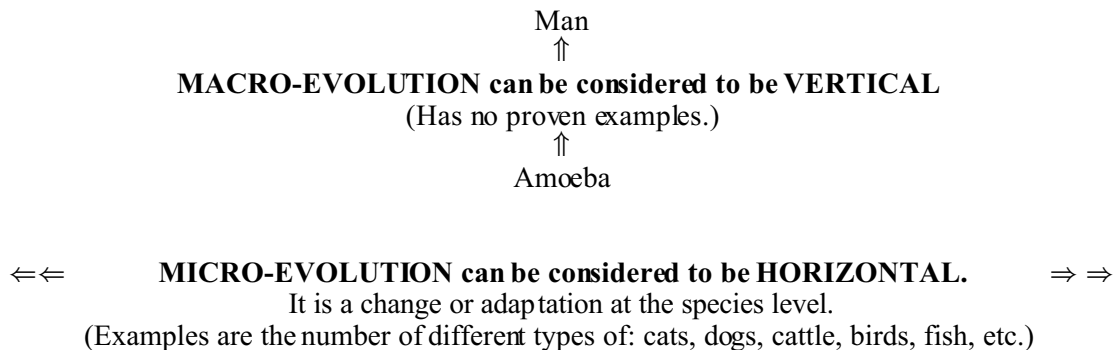 Man
⇑
MACRO-EVOLUTION can be considered to be VERTICAL
(Has no proven examples.)
⇑
Amoeba
⇐⇐ MICRO-EVOLUTION can be considered to be HORIZONTAL. ⇒⇒
It is a change or adaptation at the species level.
(Examples are the number of different types of: cats, dogs, cattle, birds, fish, etc.)